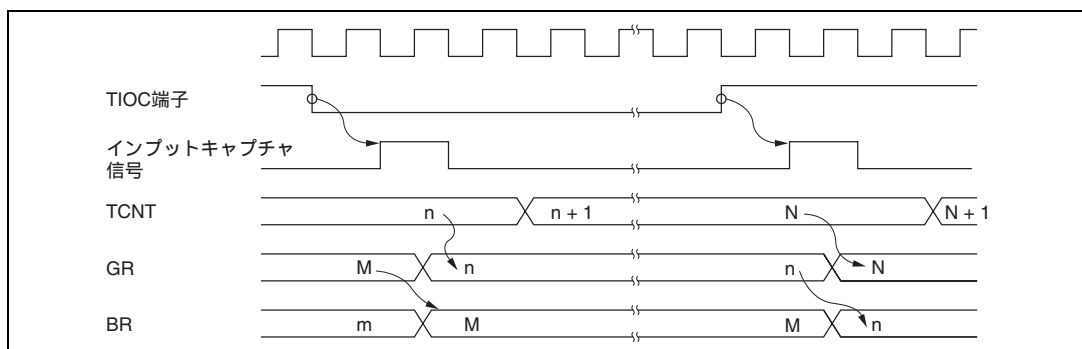 TIOC端子
インプットキャプチャ
信号
TCNT n n + 1 N N + 1
GR M n n N
BR m M M n